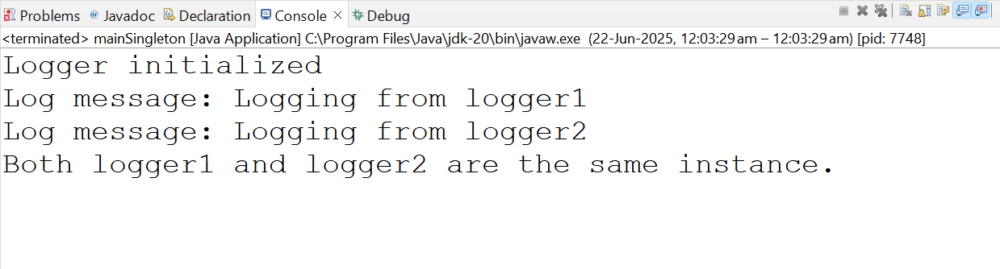 Problems @ Javadoc Declaration Console Debug
<terminated> mainSingleton [Java Application] C:\Program Files\Java\jdk-20\bin\javaw.exe (22-Jun-2025, 12:03:29 am – 12:03:29 am) [pid: 7748]
Logger initialized
Log message: Logging from logger1
Log message: Logging from logger2
Both logger1 and logger2 are the same instance.